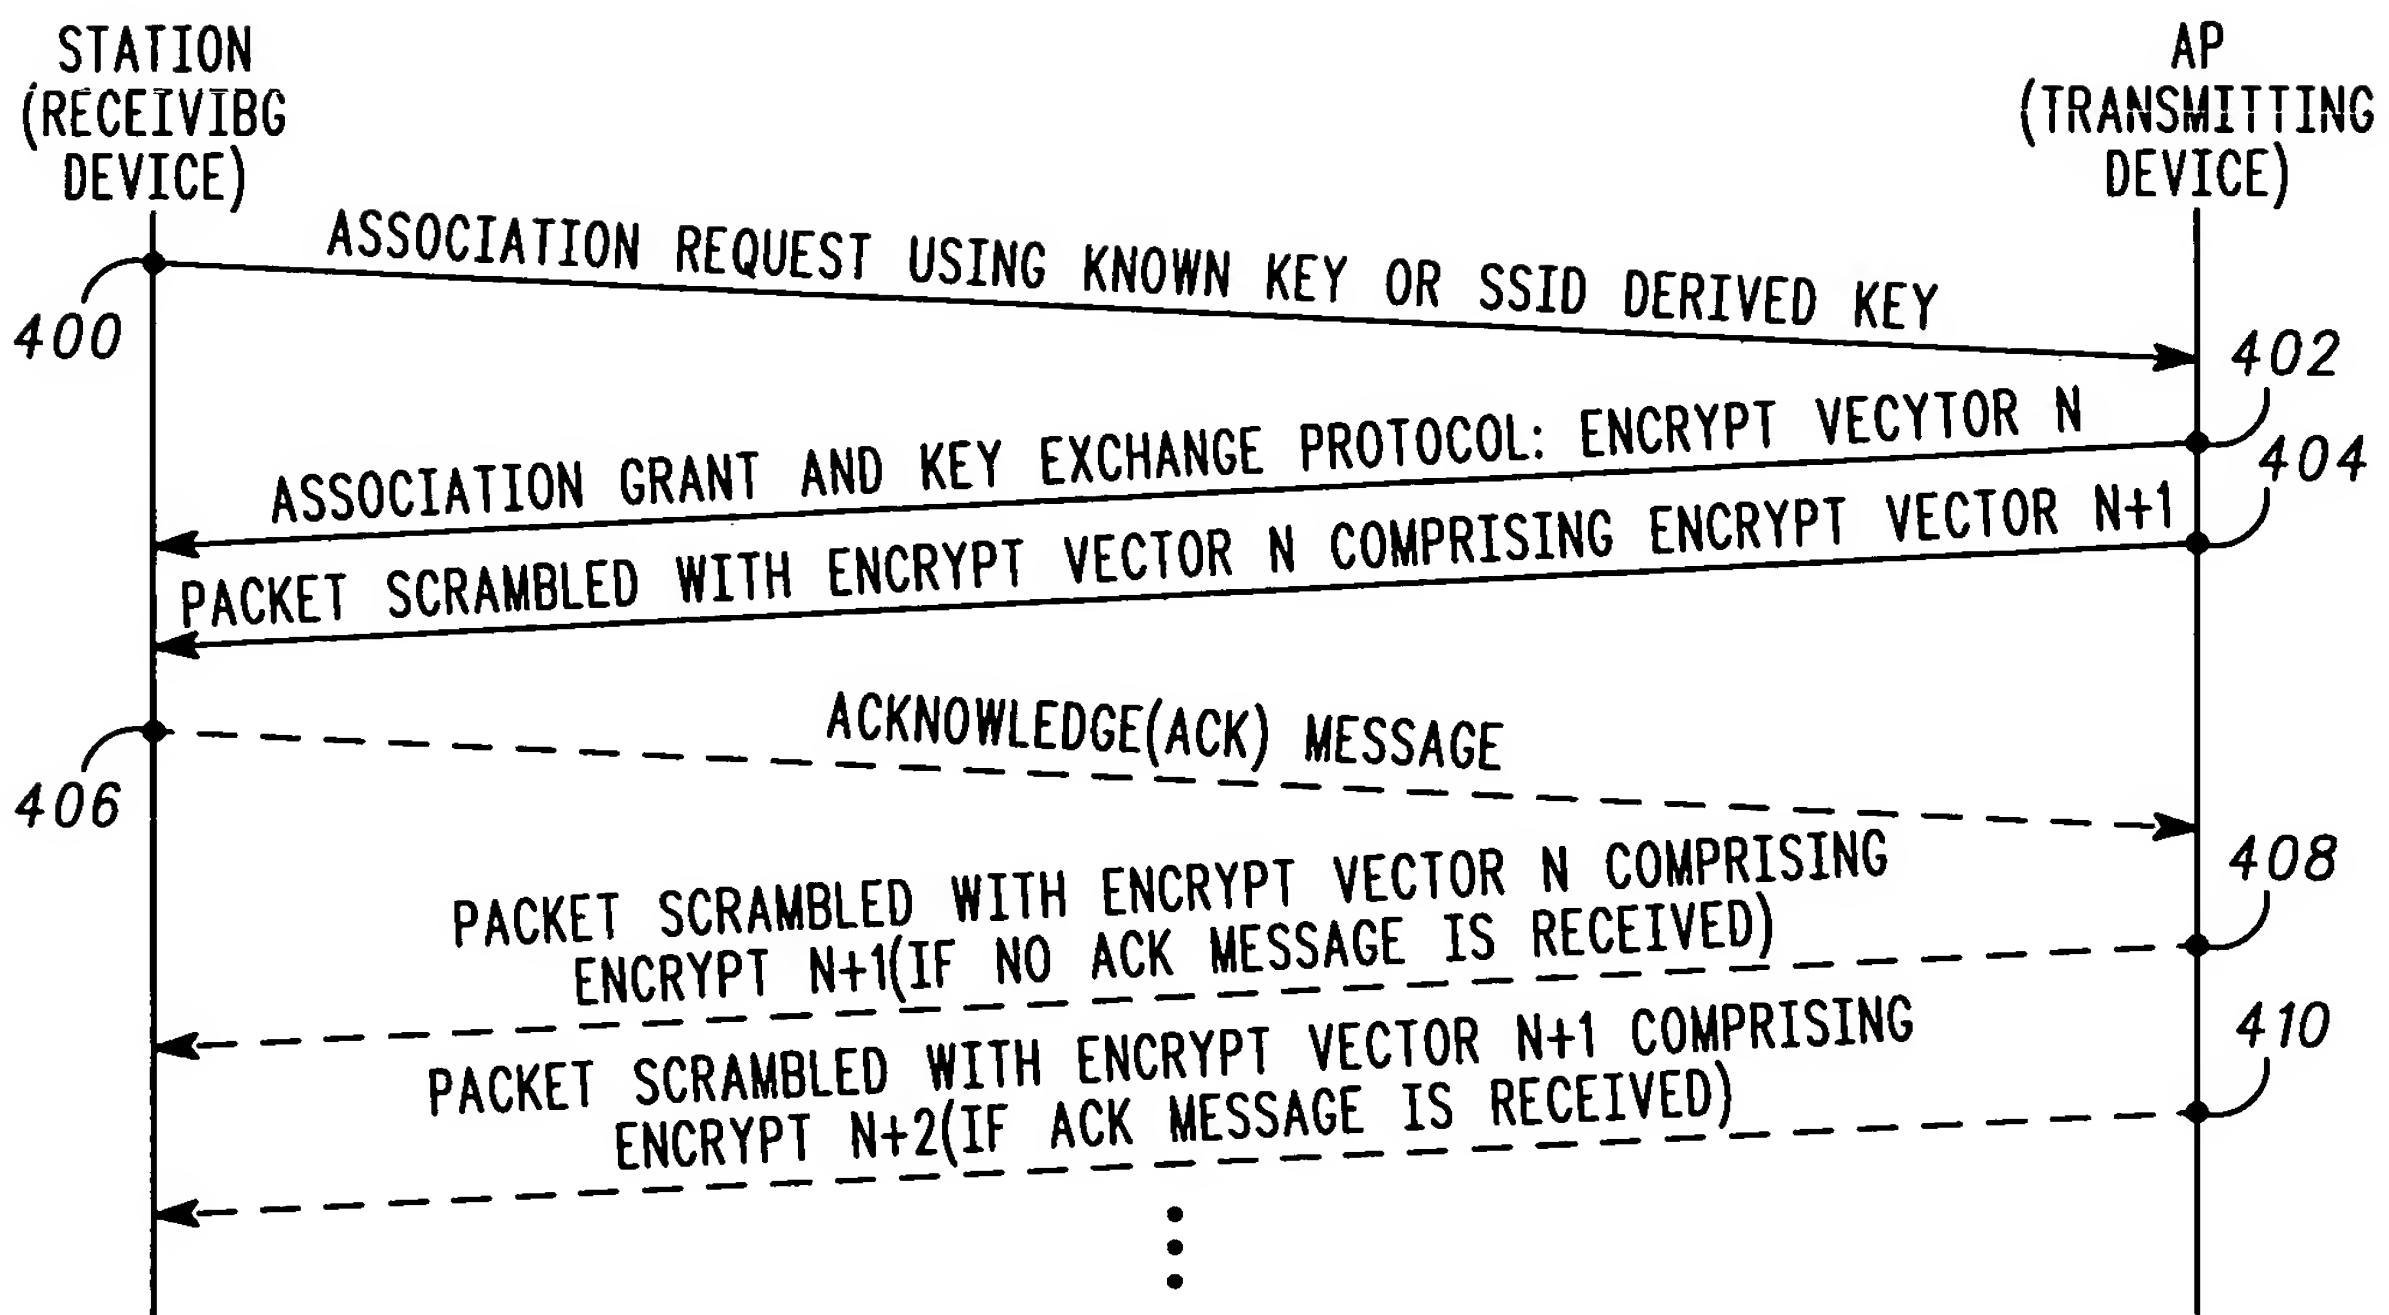 STATION
(RECEIVIBG
DEVICE)
AP
(TRANSMITTING
DEVICE)
ASSOCIATION REQUEST USING KNOWN KEY OR SSID DERIVED KEY
400
402
ASSOCIATION GRANT AND KEY EXCHANGE PROTOCOL: ENCRYPT VECYTOR N
404
PACKET SCRAMBLED WITH ENCRYPT VECTOR N COMPRISING ENCRYPT VECTOR N+1
ACKNOWLEDGE(ACK) MESSAGE
406
408
PACKET SCRAMBLED WITH ENCRYPT VECTOR N COMPRISING
ENCRYPT N+1(IF NO ACK MESSAGE IS RECEIVED)
410
PACKET SCRAMBLED WITH ENCRYPT VECTOR N+1 COMPRISING
ENCRYPT N+2(IF ACK MESSAGE IS RECEIVED)